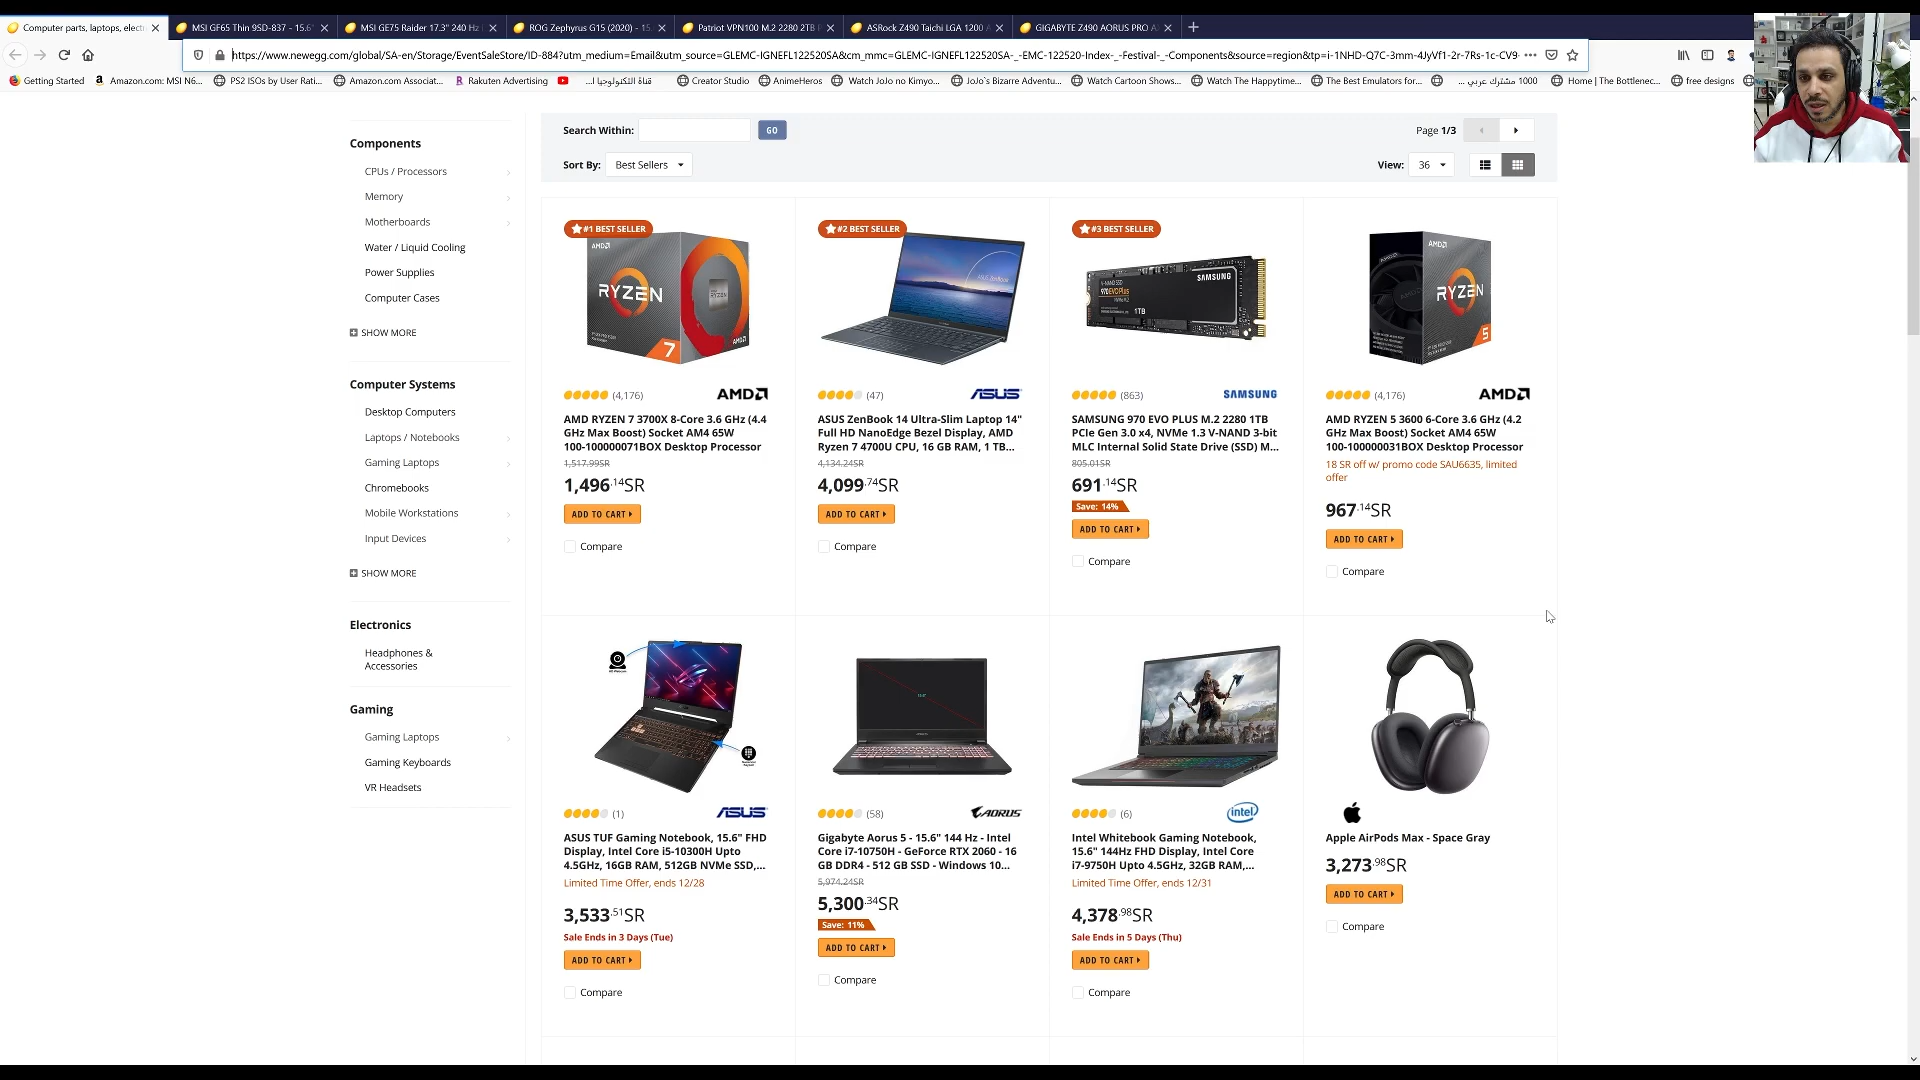 Computer parts, laptops, elect
MSI GF65 Thin 9SD-837 - 15.6"
MSI GE75 Raider 17.3" 240 Hz
ROG Zephyrus G15 (2020) - 15.
Patriot VPN100 M.2 2280 2TB
ASRock Z490 Taichi LGA 1200
GIGABYTE Z490 AORUS PRO A
https://www.newegg.com/global/SA-en/Storage/EventSaleStore/ID-884?utm_medium=Email&utm_source=GLEMC-IGNEFL122520SA&cm_mmc=GLEMC-IGNEFL122520SA-_-EMC-122520-Index-_-Festival-_-Components&source=region&tp=i-1NHD-Q7C-3mm-4JyVf1-2r-7Rs-1c-CV9-
Getting Started
Amazon.com: MSI N6...
PS2 ISOs by User Rati...
Amazon.com Associat...
Rakuten Advertising
قناة التكنولوجيا ا...
Creator Studio
AnimeHeros
Watch JoJo no Kimyo...
JoJo`s Bizarre Adventu...
Watch Cartoon Shows...
Watch The Happytime...
The Best Emulators for...
1000 مشترك عربي ...
Home | The Bottlenec...
free designs
Components
CPUs / Processors
Memory
Motherboards
Water / Liquid Cooling
Power Supplies
Computer Cases
SHOW MORE
Computer Systems
Desktop Computers
Laptops / Notebooks
Gaming Laptops
Chromebooks
Mobile Workstations
Input Devices
SHOW MORE
Electronics
Headphones &
Accessories
Gaming
Gaming Laptops
Gaming Keyboards
VR Headsets
Search Within:
GO
Page 1/3
Sort By: Best Sellers
View: 36
#1 BEST SELLER
AMD
RYZEN
7
(4,176)
AMD
AMD RYZEN 7 3700X 8-Core 3.6 GHz (4.4
GHz Max Boost) Socket AM4 65W
100-100000071BOX Desktop Processor
1,517.99SR
1,496.14SR
ADD TO CART
Compare
#2 BEST SELLER
(47)
ASUS
ASUS ZenBook 14 Ultra-Slim Laptop 14"
Full HD NanoEdge Bezel Display, AMD
Ryzen 7 4700U CPU, 16 GB RAM, 1 TB...
4,134.24SR
4,099.74SR
ADD TO CART
Compare
#3 BEST SELLER
SAMSUNG
970 EVO Plus
1TB
(863)
SAMSUNG
SAMSUNG 970 EVO PLUS M.2 2280 1TB
PCIe Gen 3.0 x4, NVMe 1.3 V-NAND 3-bit
MLC Internal Solid State Drive (SSD) M...
805.01SR
691.14SR
Save: 14%
ADD TO CART
Compare
AMD
RYZEN
5
(4,176)
AMD
AMD RYZEN 5 3600 6-Core 3.6 GHz (4.2
GHz Max Boost) Socket AM4 65W
100-100000031BOX Desktop Processor
18 SR off w/ promo code SAU6635, limited
offer
967.14SR
ADD TO CART
Compare
(1)
ASUS
ASUS TUF Gaming Notebook, 15.6" FHD
Display, Intel Core i5-10300H Upto
4.5GHz, 16GB RAM, 512GB NVMe SSD,...
Limited Time Offer, ends 12/28
3,533.51SR
Sale Ends in 3 Days (Tue)
ADD TO CART
Compare
(58)
AORUS
Gigabyte Aorus 5 - 15.6" 144 Hz - Intel
Core i7-10750H - GeForce RTX 2060 - 16
GB DDR4 - 512 GB SSD - Windows 10...
5,974.24SR
5,300.34SR
Save: 11%
ADD TO CART
Compare
(6)
intel
Intel Whitebook Gaming Notebook,
15.6" 144Hz FHD Display, Intel Core
i7-9750H Upto 4.5GHz, 32GB RAM,...
Limited Time Offer, ends 12/31
4,378.98SR
Sale Ends in 5 Days (Thu)
ADD TO CART
Compare
Apple AirPods Max - Space Gray
3,273.98SR
ADD TO CART
Compare